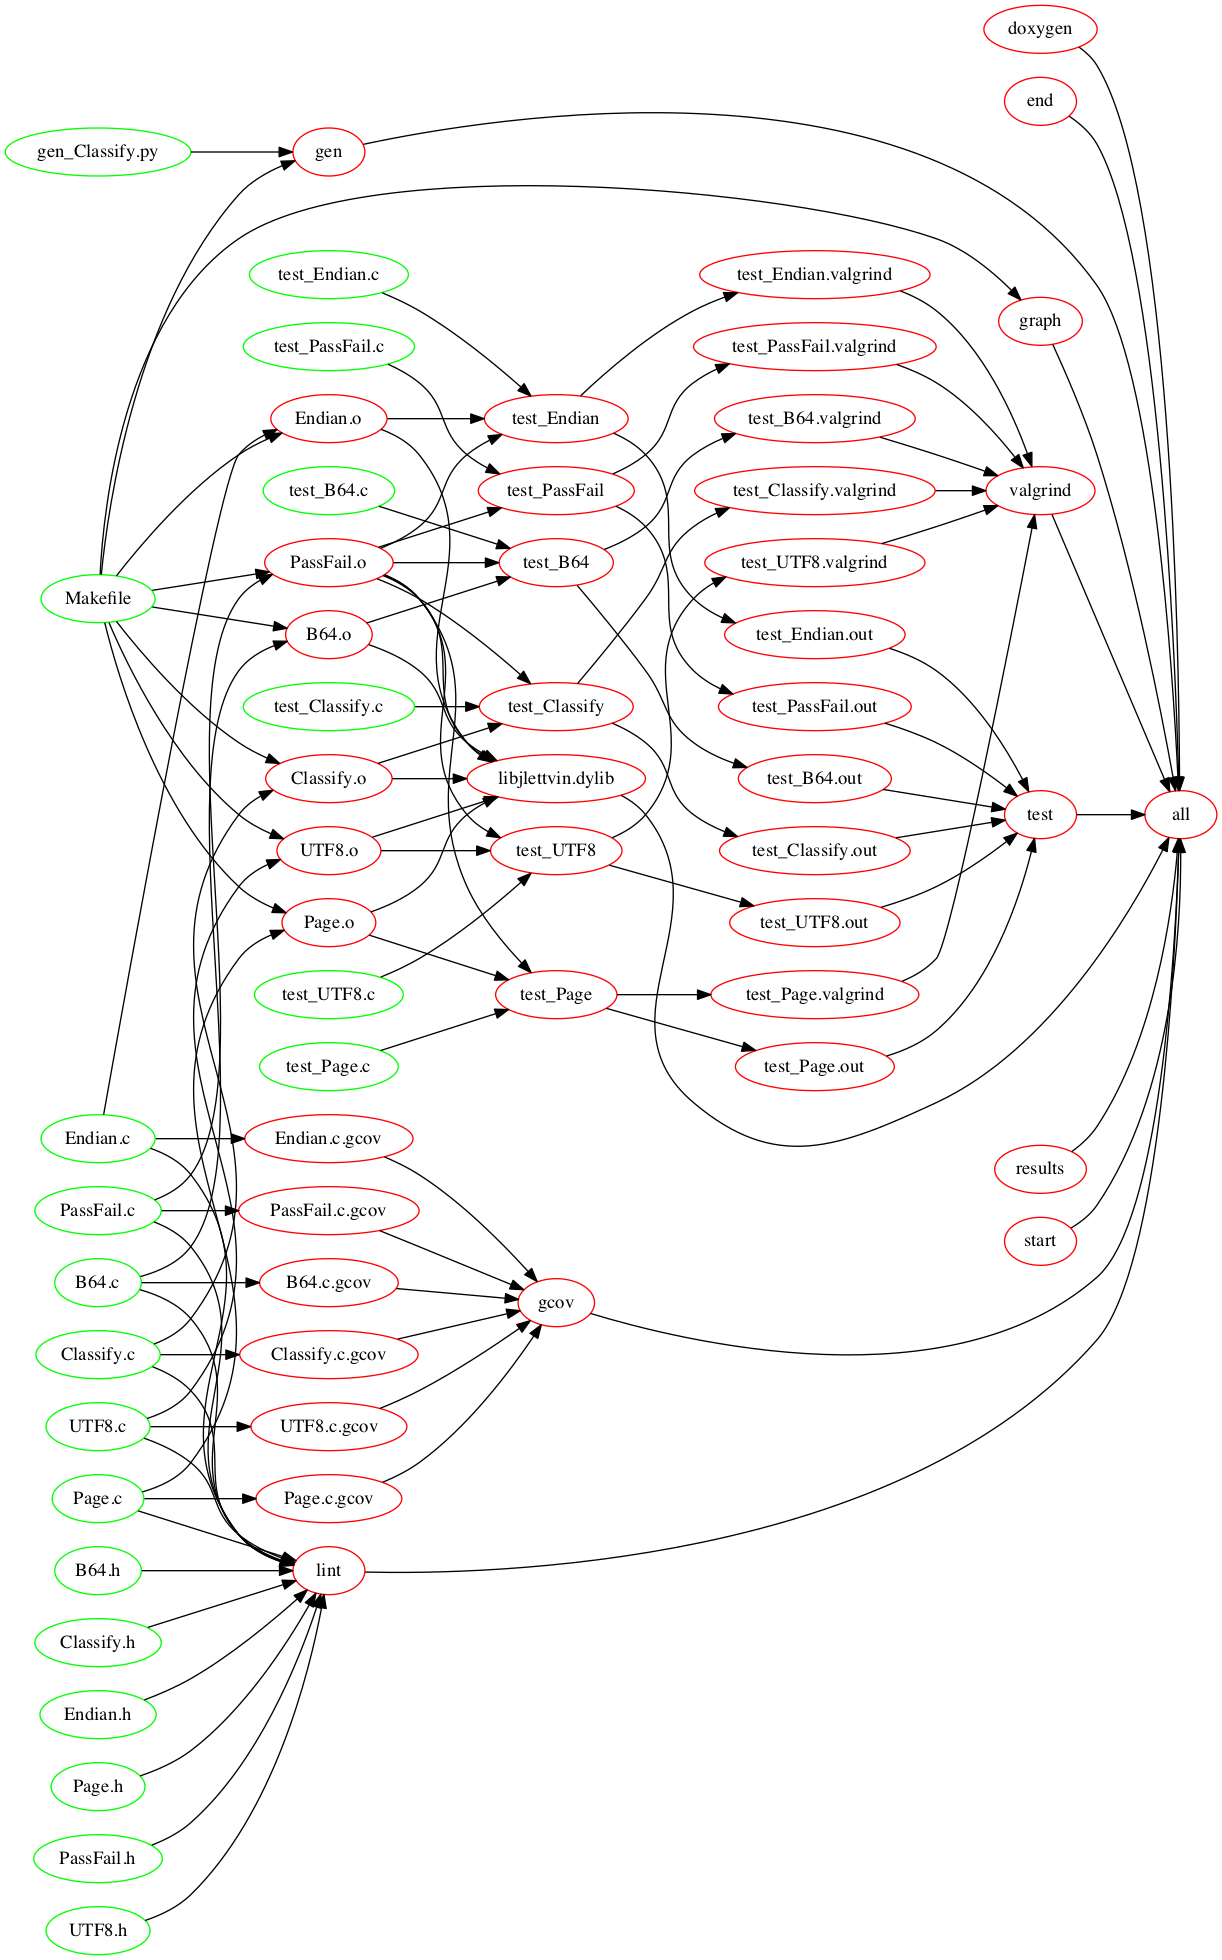 doxygen
end
gen_Classify.py
gen
test_Endian.c
test_Endian.valgrind
graph
test_PassFail.c
test_PassFail.valgrind
Endian.o
test_Endian
test_B64.valgrind
test_B64.c
test_PassFail
test_Classify.valgrind
valgrind
PassFail.o
test_B64
test_UTF8.valgrind
Makefile
B64.o
test_Endian.out
test_Classify.c
test_Classify
test_PassFail.out
Classify.o
libjlettvin.dylib
test_B64.out
test
all
UTF8.o
test_UTF8
test_Classify.out
Page.o
test_UTF8.out
test_UTF8.c
test_Page
test_Page.valgrind
test_Page.c
test_Page.out
Endian.c
Endian.c.gcov
results
PassFail.c
PassFail.c.gcov
start
B64.c
B64.c.gcov
gcov
Classify.c
Classify.c.gcov
UTF8.c
UTF8.c.gcov
Page.c
Page.c.gcov
B64.h
lint
Classify.h
Endian.h
Page.h
PassFail.h
UTF8.h